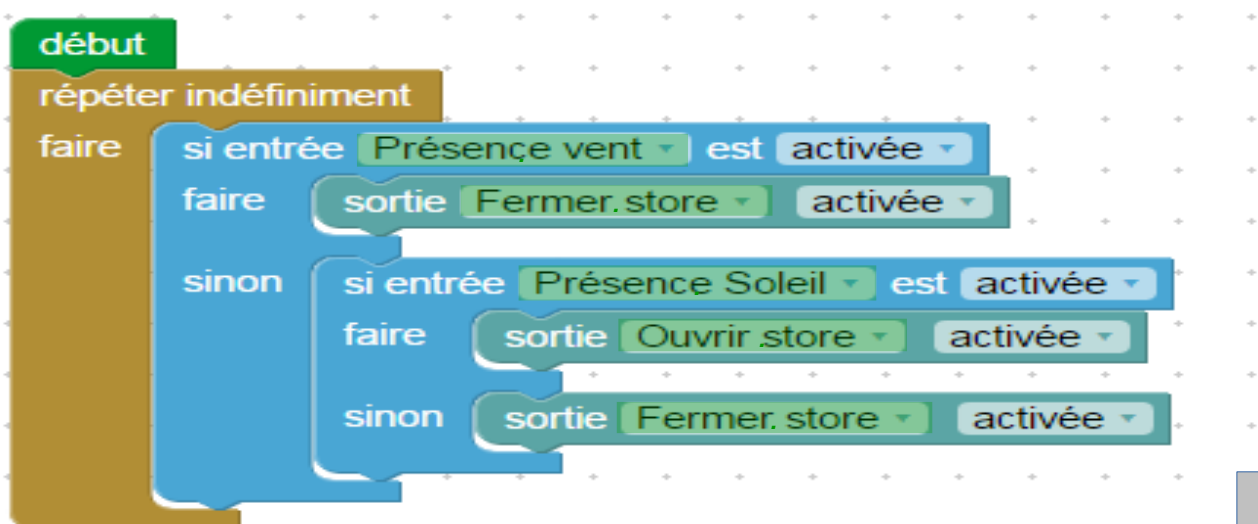 début
répéter indéfiniment
faire si entrée Présence vent est activée
faire sortie Fermer.store activée
sinon si entrée Présence Soleil est activée
faire sortie Ouvrir.store activée
sinon sortie Fermer.store activée